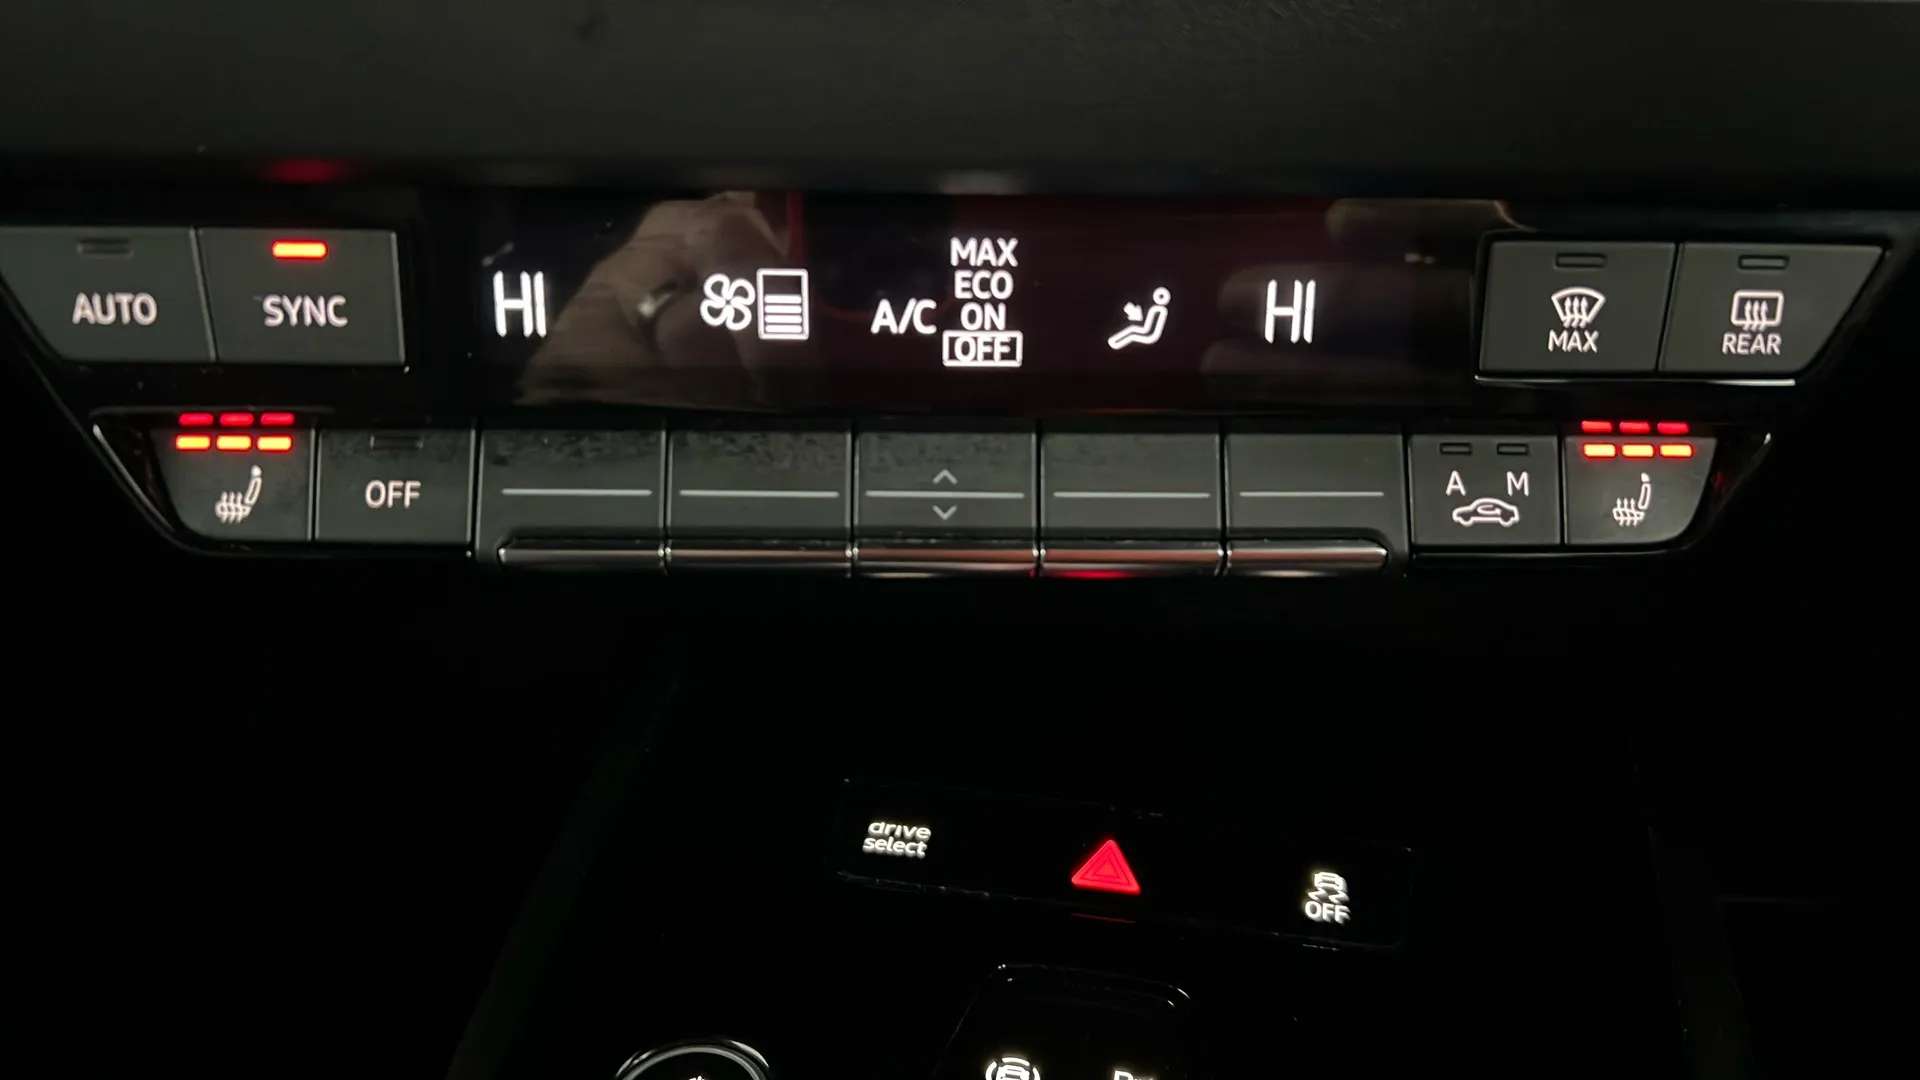 AUTO
SYNC
HI
A/C
MAX
ECO
ON
OFF
HI
MAX
REAR
OFF
A M
drive
select
OFF